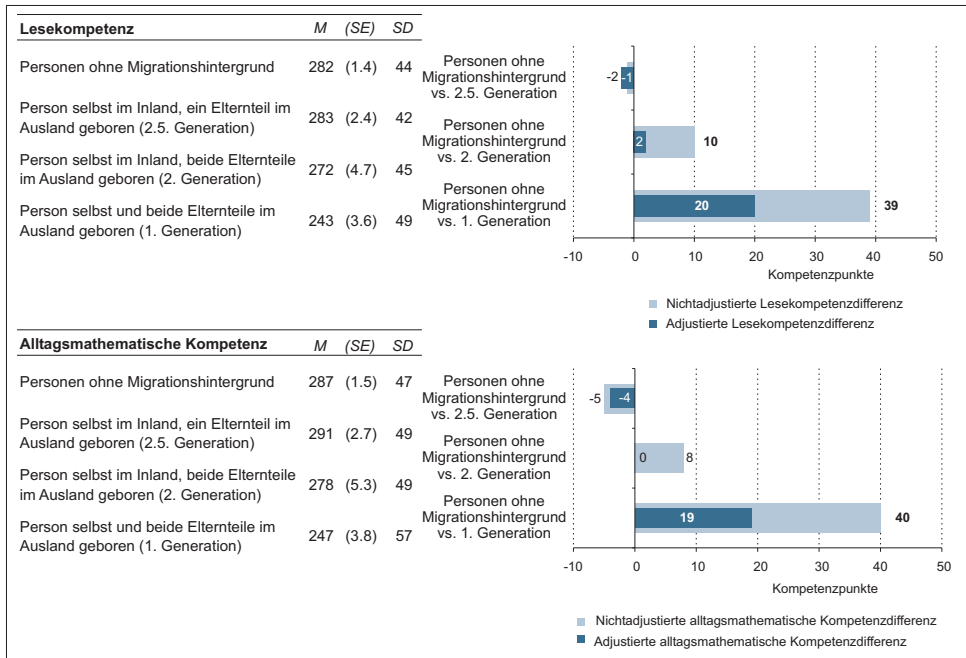 Lesekompetenz M (SE) SD
Personen ohne Migrationshintergrund 282 (1.4) 44
Person selbst im Inland, ein Elternteil im
Ausland geboren (2.5. Generation) 283 (2.4) 42
Person selbst im Inland, beide Elternteile
im Ausland geboren (2. Generation) 272 (4.7) 45
Person selbst und beide Elternteile im
Ausland geboren (1. Generation) 243 (3.6) 49
Personen ohne
Migrationshintergrund
vs. 2.5. Generation
-2 -1
Personen ohne
Migrationshintergrund
vs. 2. Generation
2 10
Personen ohne
Migrationshintergrund
vs. 1. Generation
20 39
-10 0 10 20 30 40 50
Kompetenzpunkte
Nichtadjustierte Lesekompetenzdifferenz
Adjustierte Lesekompetenzdifferenz
Alltagsmathematische Kompetenz M (SE) SD
Personen ohne Migrationshintergrund 287 (1.5) 47
Person selbst im Inland, ein Elternteil im
Ausland geboren (2.5. Generation) 291 (2.7) 49
Person selbst im Inland, beide Elternteile
im Ausland geboren (2. Generation) 278 (5.3) 49
Person selbst und beide Elternteile im
Ausland geboren (1. Generation) 247 (3.8) 57
Personen ohne
Migrationshintergrund
vs. 2.5. Generation
-5 -4
Personen ohne
Migrationshintergrund
vs. 2. Generation
0 8
Personen ohne
Migrationshintergrund
vs. 1. Generation
19 40
-10 0 10 20 30 40 50
Kompetenzpunkte
Nichtadjustierte alltagsmathematische Kompetenzdifferenz
Adjustierte alltagsmathematische Kompetenzdifferenz